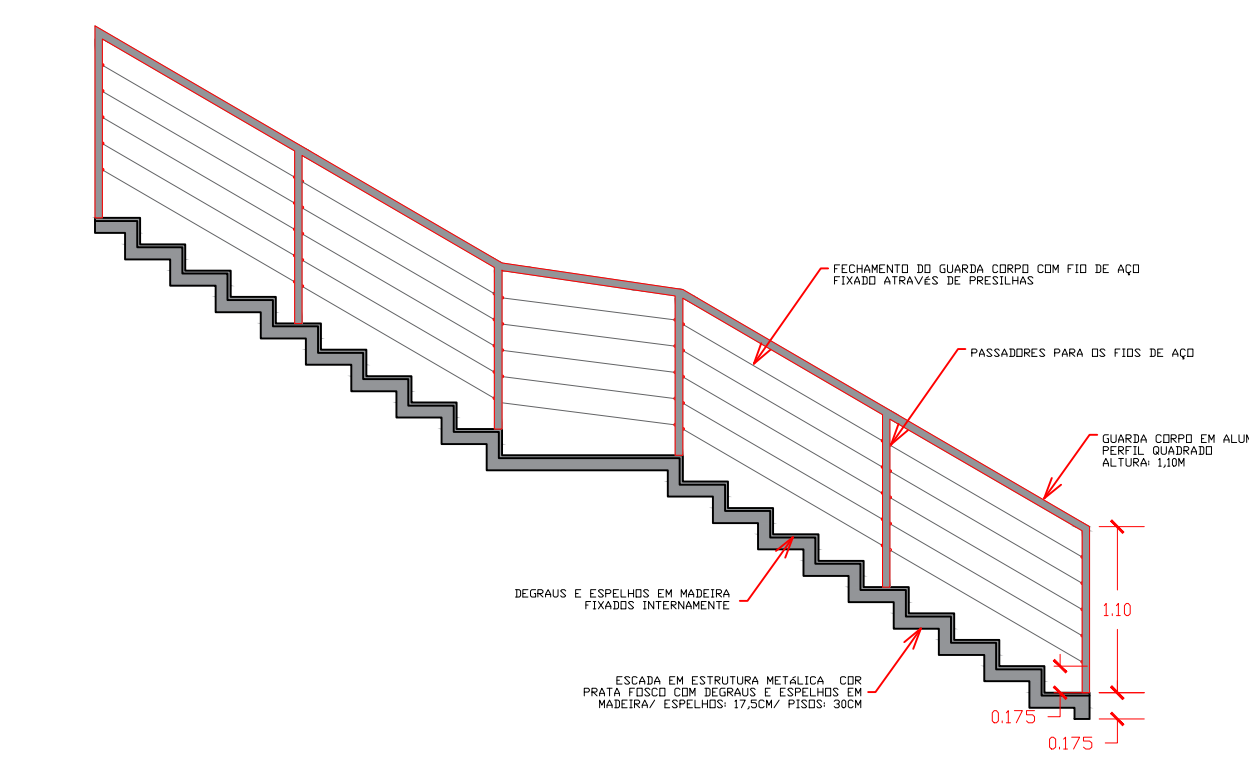 FECHAMENTO DO GUARDA CORPO COM FIO DE AÇO
FIXADO ATRAVÉS DE PRESILHAS
PASSADORES PARA OS FIOS DE AÇO
GUARDA CORPO EM ALUM
PERFIL QUADRADO
ALTURA: 1,10M
DEGRAUS E ESPELHOS EM MADEIRA
FIXADOS INTERNAMENTE
1.10
ESCADA EM ESTRUTURA METÁLICA COR
PRATA FOSCO COM DEGRAUS E ESPELHOS EM
MADEIRA/ ESPELHOS: 17,5CM/ PISOS: 30CM
0.175
0.175